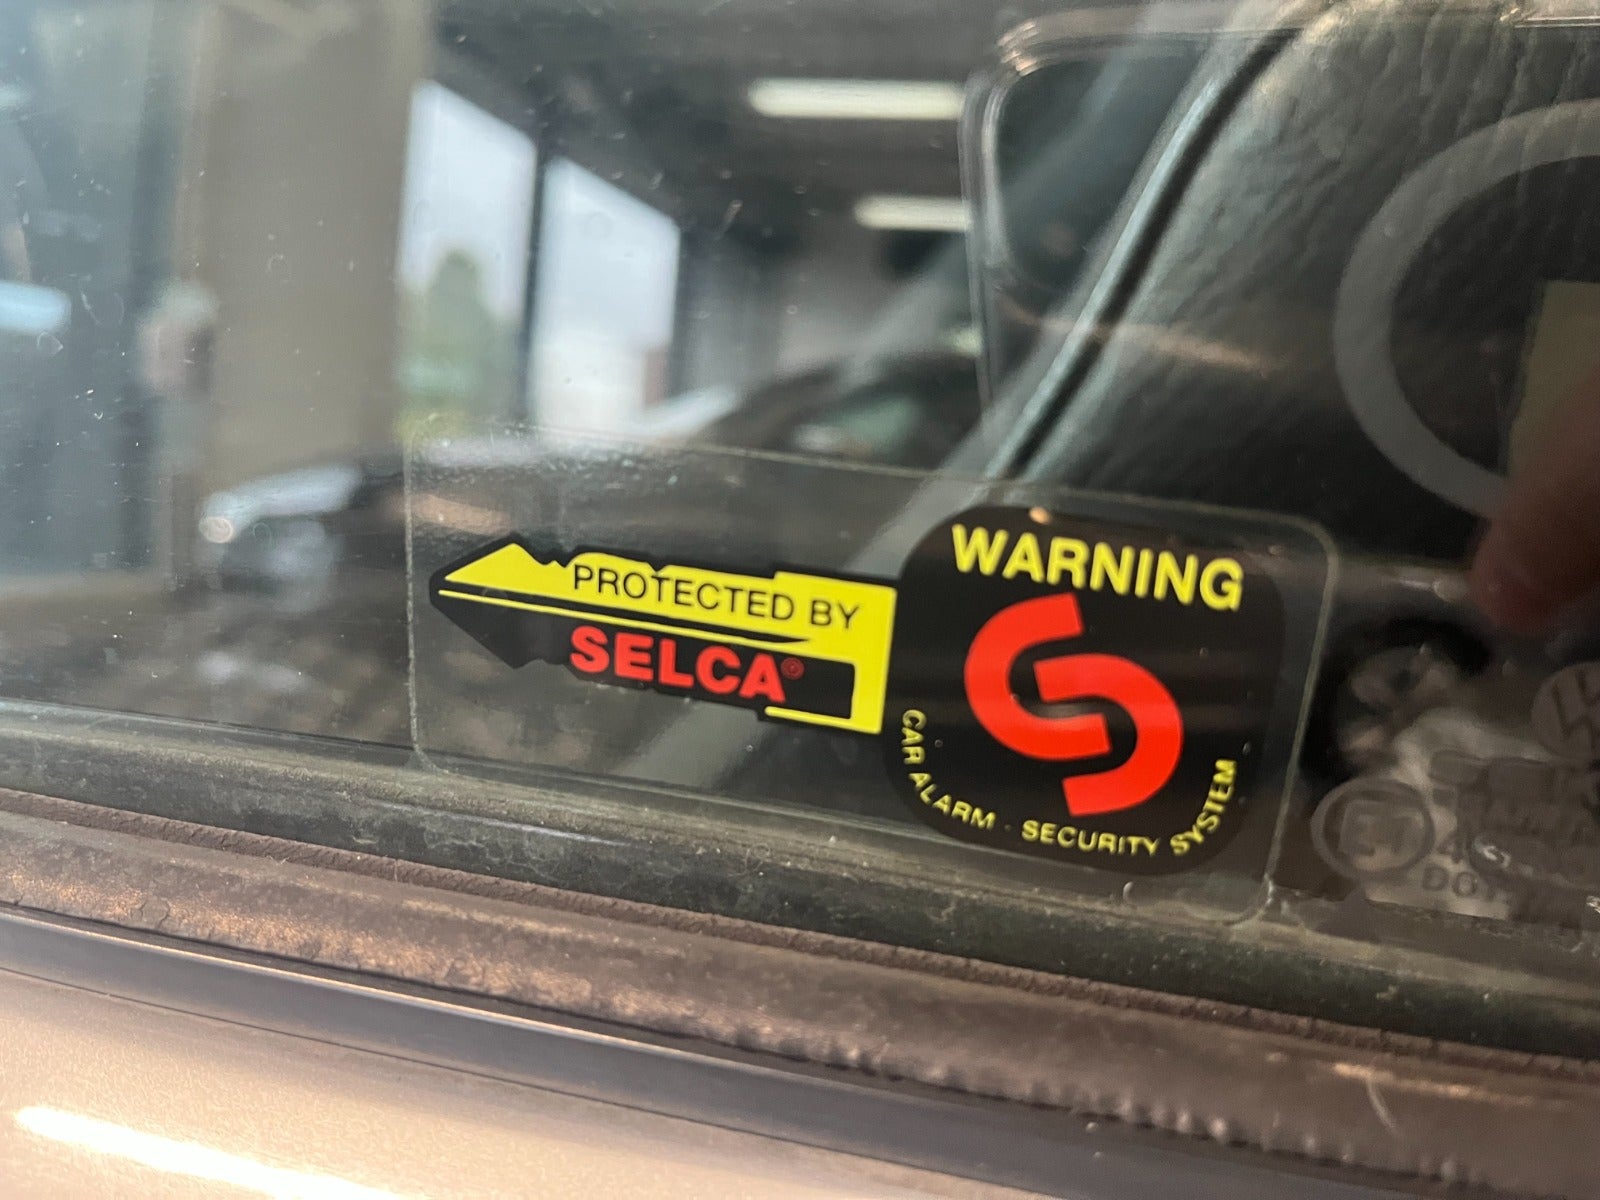 PROTECTED BY
SELCA®
WARNING
CAR ALARM · SECURITY SYSTEM